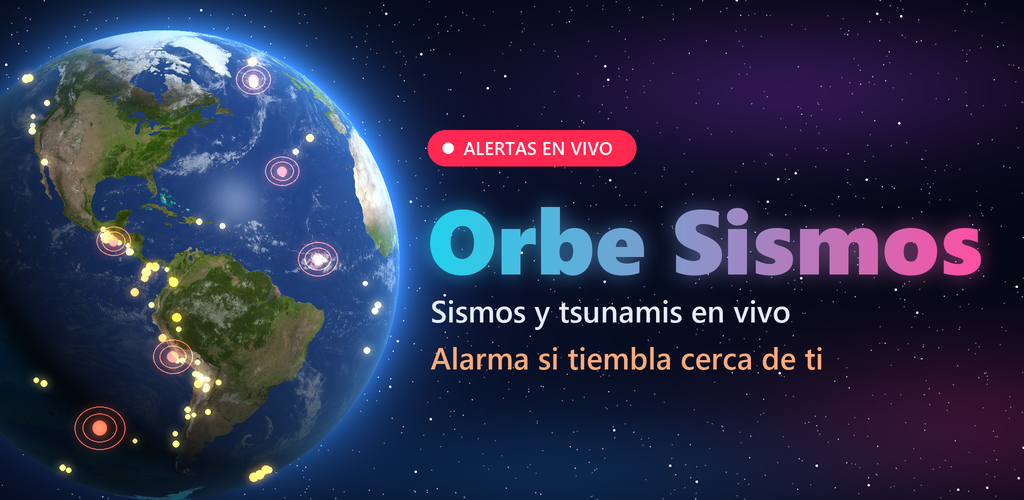 ALERTAS EN VIVO
Orbe Sismos
Sismos y tsunamis en vivo
Alarma si tiembla cerca de ti